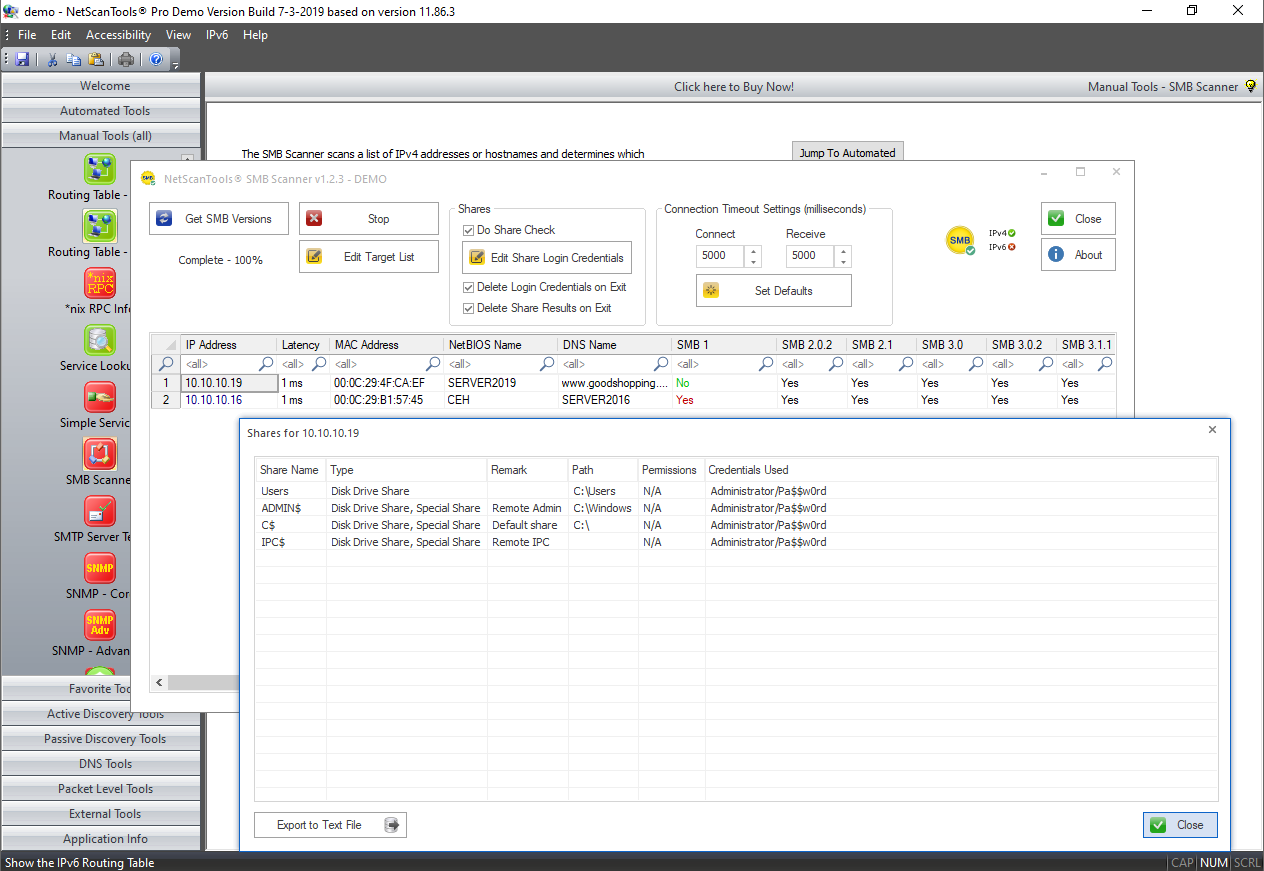 demo - NetScanTools® Pro Demo Version Build 7-3-2019 based on version 11.86.3
File Edit Accessibility View IPv6 Help
Welcome
Automated Tools
Manual Tools (all)
Click here to Buy Now!
Manual Tools - SMB Scanner
The SMB Scanner scans a list of IPv4 addresses or hostnames and determines which
Jump To Automated
Routing Table -
Routing Table -
*nix RPC
*nix RPC Info
Service Looku
Simple Servic
SMB Scanne
SMTP Server Te
SNMP
SNMP - Cor
SNMP Adv
SNMP - Advan
Favorite Too
Active Discovery Tools
Passive Discovery Tools
DNS Tools
Packet Level Tools
External Tools
Application Info
NetScanTools® SMB Scanner v1.2.3 - DEMO
Get SMB Versions
Stop
Complete - 100%
Edit Target List
Shares
Do Share Check
Edit Share Login Credentials
Delete Login Credentials on Exit
Delete Share Results on Exit
Connection Timeout Settings (milliseconds)
Connect Receive
5000 5000
Set Defaults
SMB
IPv4
IPv6
Close
About
IP Address Latency MAC Address NetBIOS Name DNS Name SMB 1 SMB 2.0.2 SMB 2.1 SMB 3.0 SMB 3.0.2 SMB 3.1.1
<all> <all> <all> <all> <all> <all> <all> <all> <all> <all> <all>
1 10.10.10.19 1 ms 00:0C:29:4F:CA:EF SERVER2019 www.goodshopping.... No Yes Yes Yes Yes Yes
2 10.10.10.16 1 ms 00:0C:29:B1:57:45 CEH SERVER2016 Yes Yes Yes Yes Yes Yes
Shares for 10.10.10.19
Share Name Type Remark Path Permissions Credentials Used
Users Disk Drive Share C:\Users N/A Administrator/Pa$$w0rd
ADMIN$ Disk Drive Share, Special Share Remote Admin C:\Windows N/A Administrator/Pa$$w0rd
C$ Disk Drive Share, Special Share Default share C:\ N/A Administrator/Pa$$w0rd
IPC$ Disk Drive Share, Special Share Remote IPC N/A Administrator/Pa$$w0rd
Export to Text File
Close
Show the IPv6 Routing Table
CAP NUM SCRL